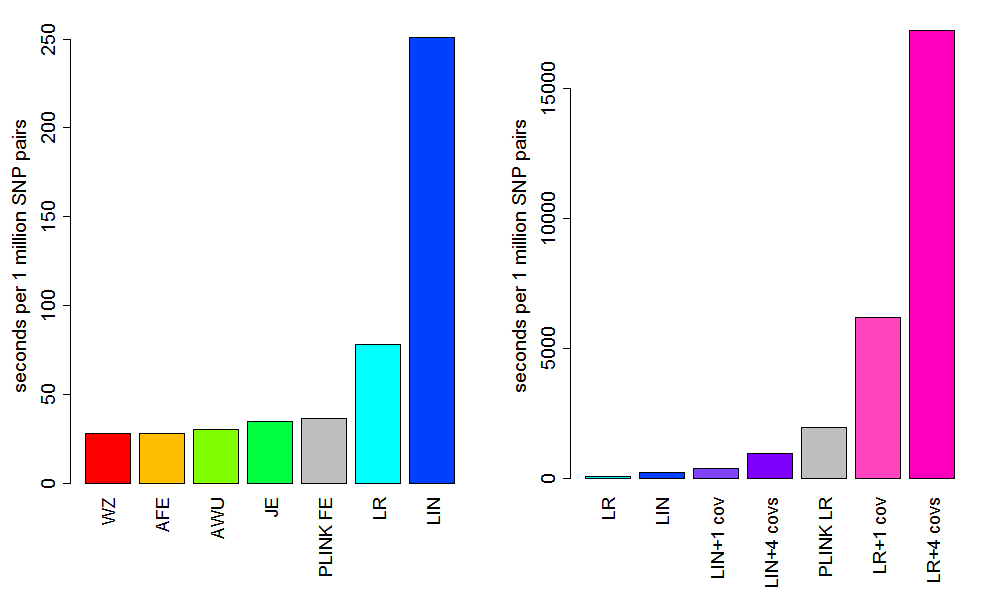 seconds per 1 million SNP pairs
250
200
150
100
50
0
WZ
AFE
AWU
JE
PLINK FE
LR
LIN
seconds per 1 million SNP pairs
15000
10000
5000
0
LR
LIN
LIN+1 cov
LIN+4 covs
PLINK LR
LR+1 cov
LR+4 covs